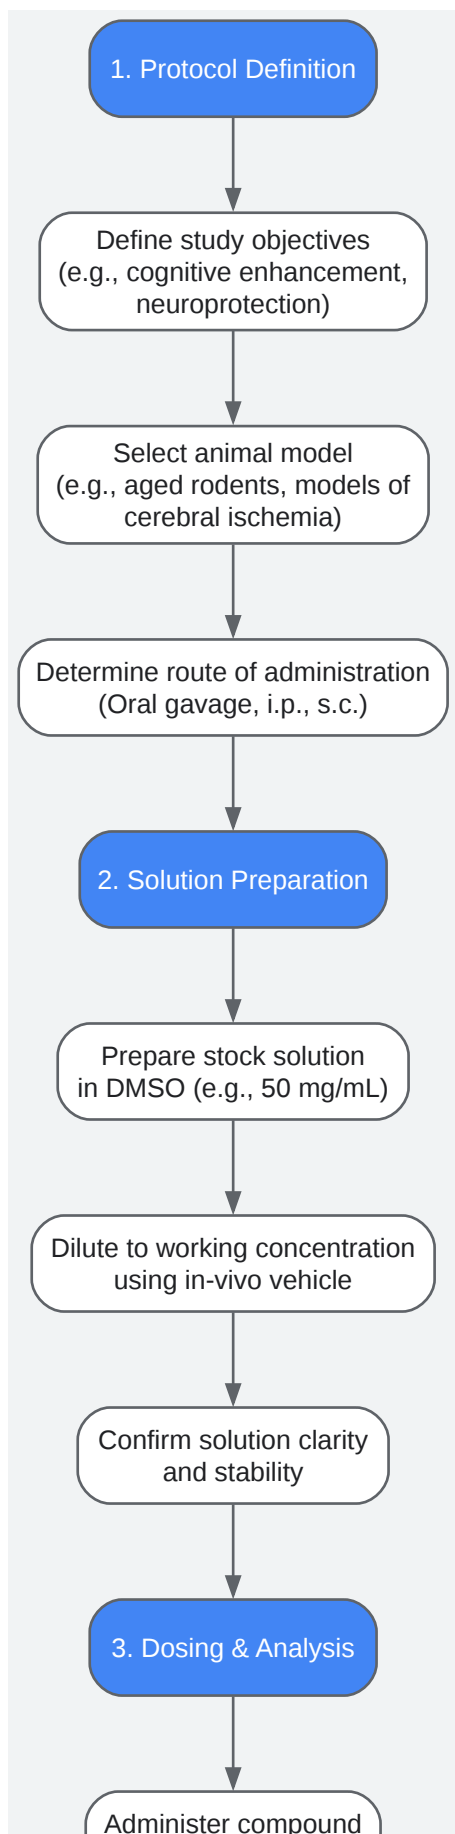 1. Protocol Definition
Define study objectives
(e.g., cognitive enhancement,
neuroprotection)
Select animal model
(e.g., aged rodents, models of
cerebral ischemia)
Determine route of administration
(Oral gavage, i.p., s.c.)
2. Solution Preparation
Prepare stock solution
in DMSO (e.g., 50 mg/mL)
Dilute to working concentration
using in-vivo vehicle
Confirm solution clarity
and stability
3. Dosing & Analysis
Administer compound